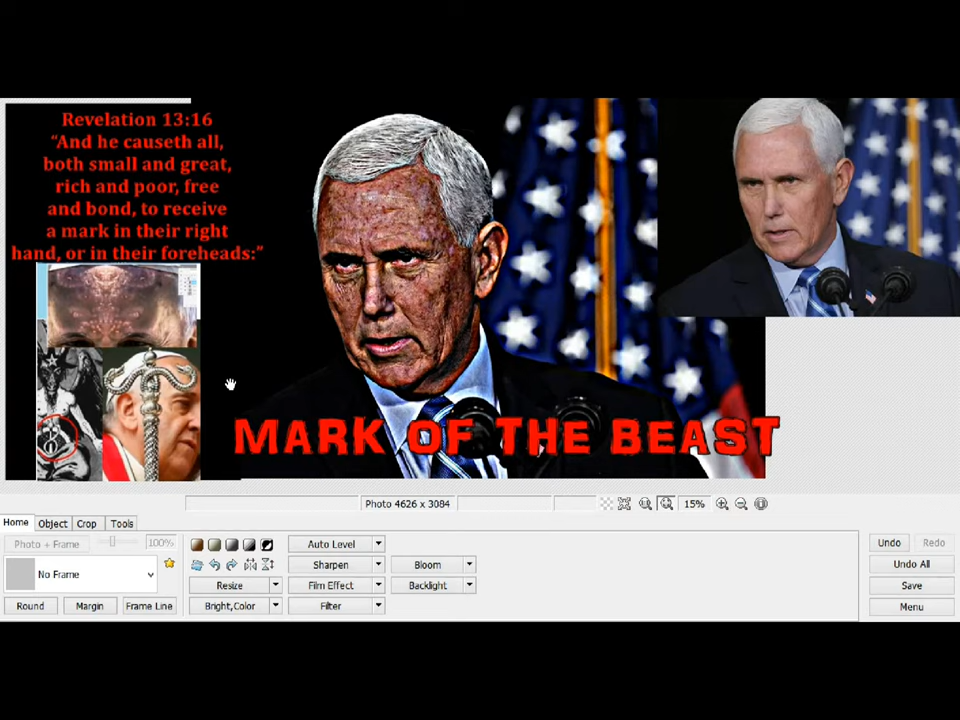 Revelation 13:16
“And he causeth all,
both small and great,
rich and poor, free
and bond, to receive
a mark in their right
hand, or in their foreheads:”
MARK OF THE BEAST
Photo 4626 x 3084
15%
Home
Object
Crop
Tools
Photo + Frame
100%
No Frame
Round
Margin
Frame Line
Resize
Bright,Color
Auto Level
Sharpen
Film Effect
Filter
Bloom
Backlight
Undo
Redo
Undo All
Save
Menu